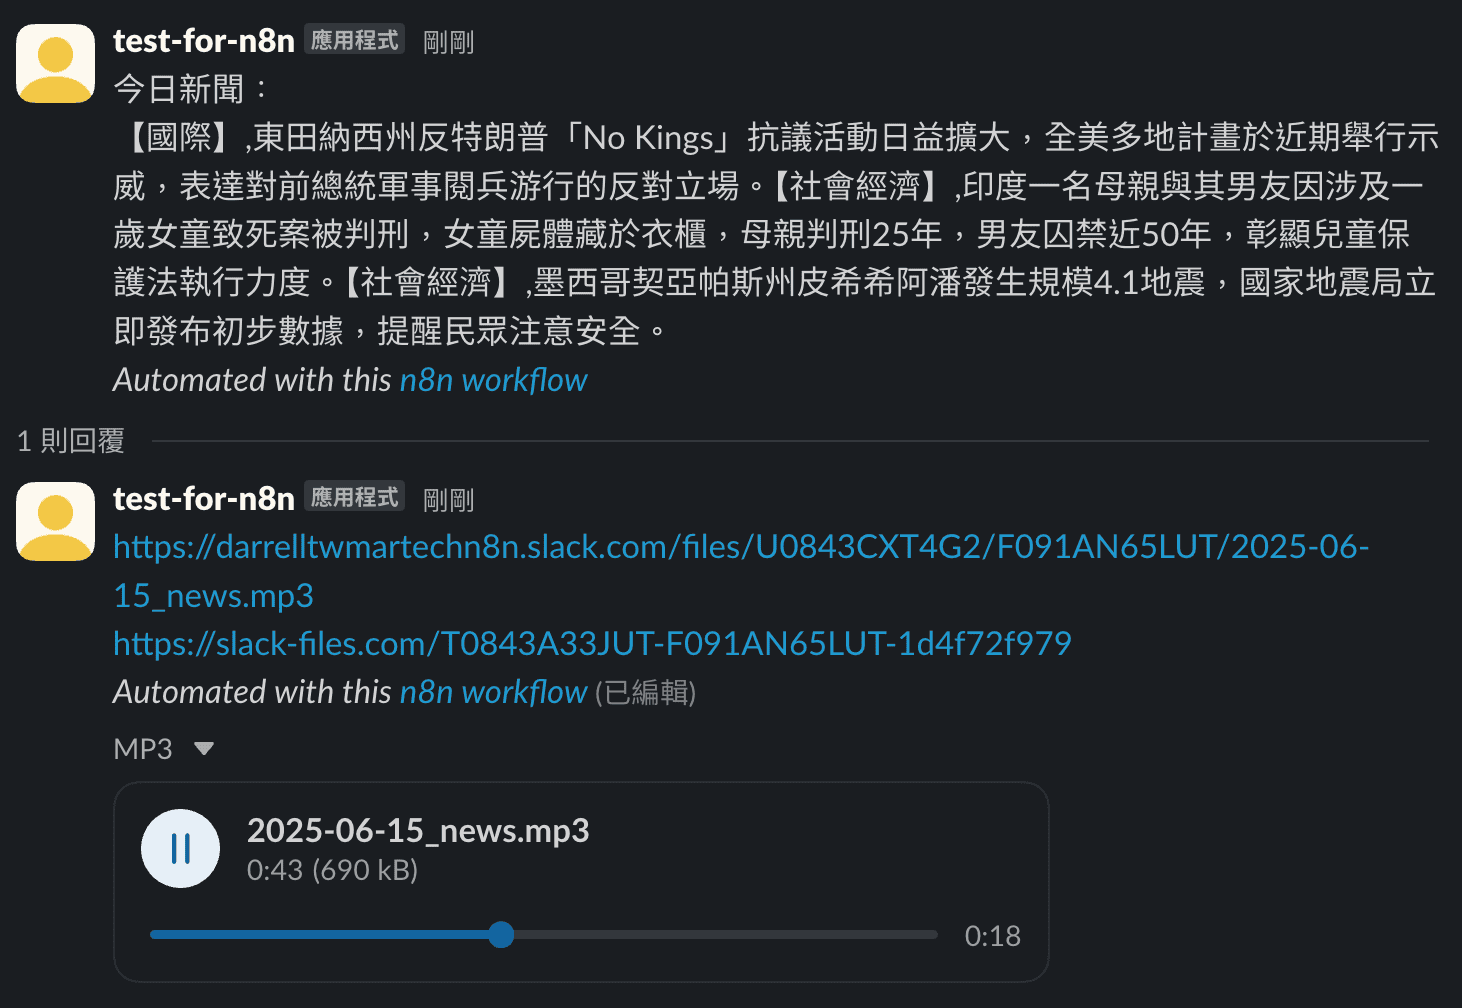 test-for-n8n 應用程式 剛剛
今日新聞：
【國際】,東田納西州反特朗普「No Kings」抗議活動日益擴大，全美多地計畫於近期舉行示
威，表達對前總統軍事閱兵游行的反對立場。【社會經濟】,印度一名母親與其男友因涉及一
歲女童致死案被判刑，女童屍體藏於衣櫃，母親判刑25年，男友囚禁近50年，彰顯兒童保
護法執行力度。【社會經濟】,墨西哥契亞帕斯州皮希希阿潘發生規模4.1地震，國家地震局立
即發布初步數據，提醒民眾注意安全。
Automated with this n8n workflow
1 則回覆
test-for-n8n 應用程式 剛剛
https://darrelltwmartechn8n.slack.com/files/U0843CXT4G2/F091AN65LUT/2025-06-
15_news.mp3
https://slack-files.com/T0843A33JUT-F091AN65LUT-1d4f72f979
Automated with this n8n workflow (已編輯)
MP3
2025-06-15_news.mp3
0:43 (690 kB)
0:18